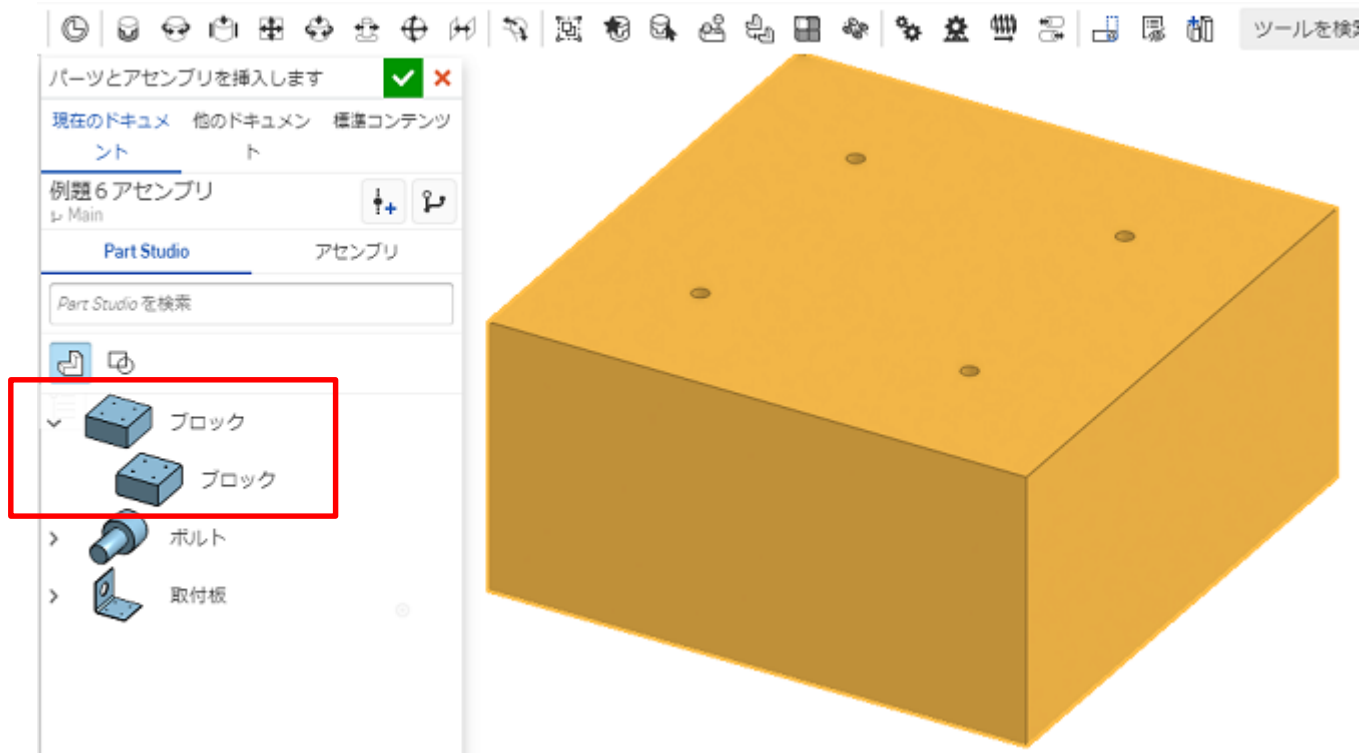 ツールを検索
パーツとアセンブリを挿入します
現在のドキュメ
ント
他のドキュメン
ト
標準コンテンツ
例題6アセンブリ
Main
Part Studio
アセンブリ
Part Studio を検索
ブロック
ブロック
ボルト
取付板